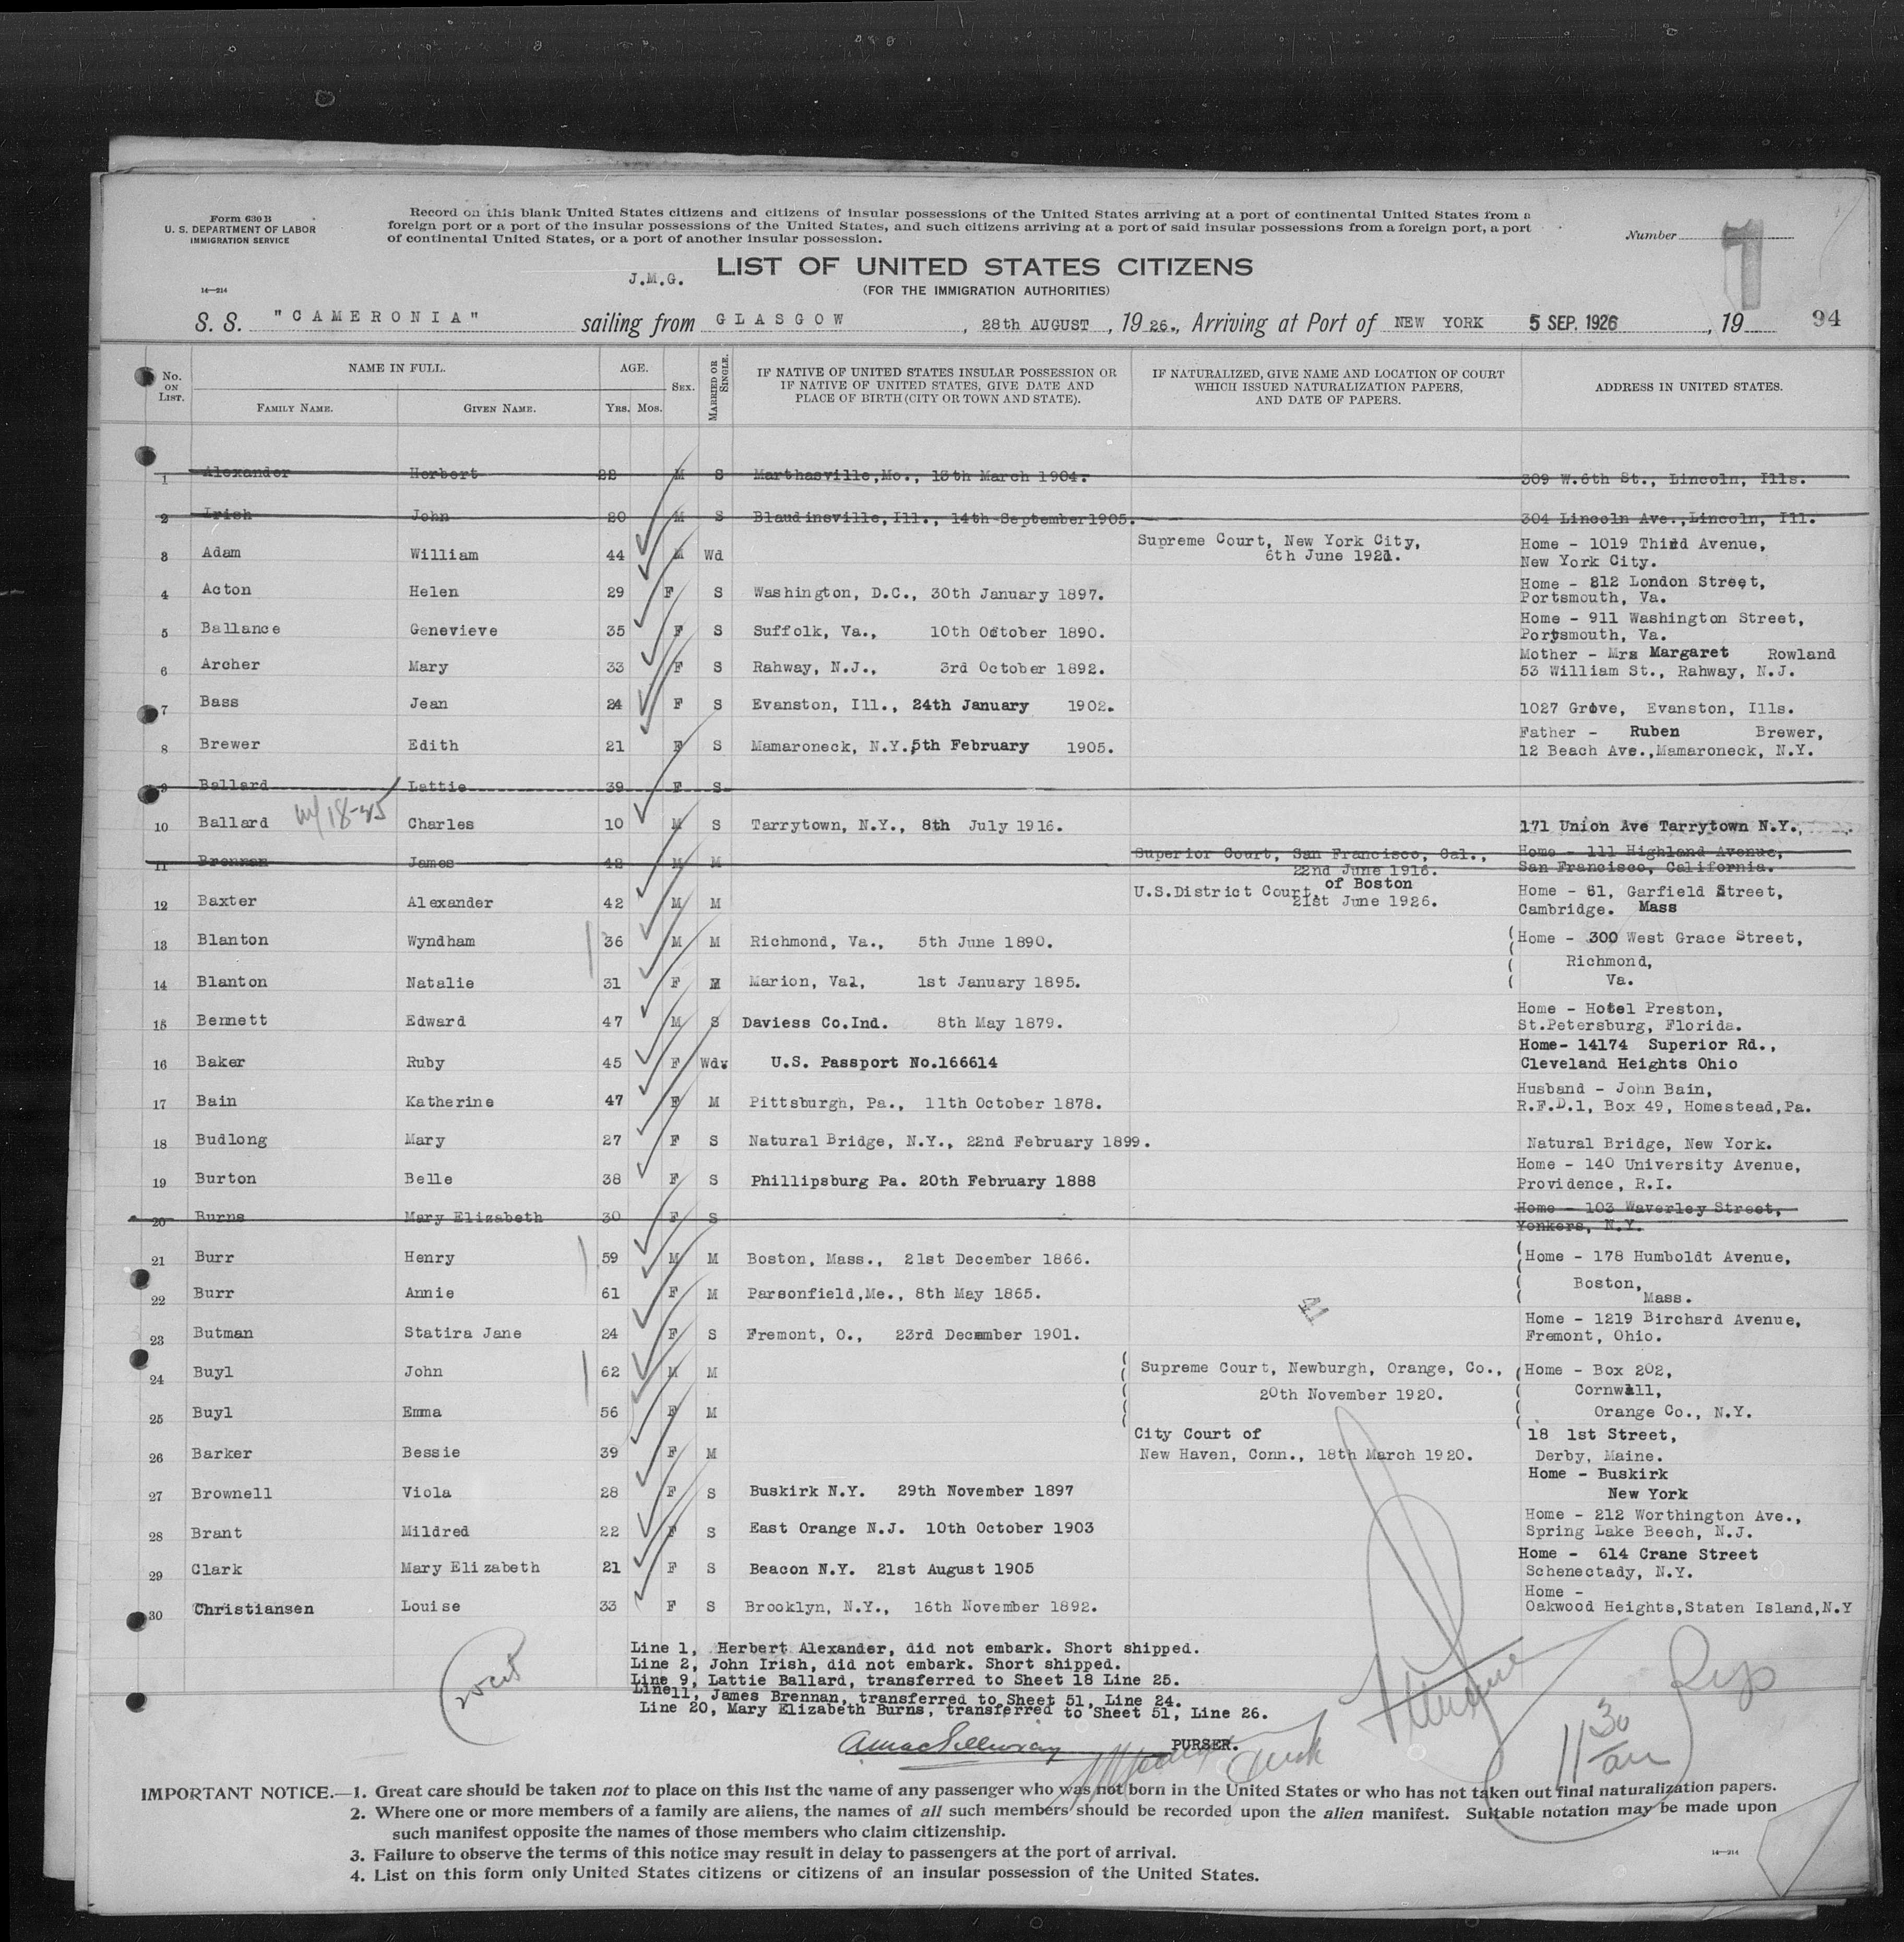 Form 630 B
U. S. DEPARTMENT OF LABOR
IMMIGRATION SERVICE
14—214
Record on this blank United States citizens and citizens of insular possessions of the United States arriving at a port of continental United States from a
foreign port or a port of the insular possessions of the United States, and such citizens arriving at a port of said insular possessions from a foreign port, a port
of continental United States, or a port of another insular possession.
Number
1
J.M.G.
LIST OF UNITED STATES CITIZENS
(FOR THE IMMIGRATION AUTHORITIES)
S. S. "CAMERONIA" sailing from GLASGOW, 28th AUGUST, 1926., Arriving at Port of NEW YORK 5 SEP. 1926, 19 94
No. ON LIST. NAME IN FULL. FAMILY NAME. GIVEN NAME. AGE. Yrs. Mos. SEX. MARRIED OR SINGLE. IF NATIVE OF UNITED STATES INSULAR POSSESSION OR IF NATIVE OF UNITED STATES, GIVE DATE AND PLACE OF BIRTH (CITY OR TOWN AND STATE). IF NATURALIZED, GIVE NAME AND LOCATION OF COURT WHICH ISSUED NATURALIZATION PAPERS, AND DATE OF PAPERS. ADDRESS IN UNITED STATES.
1 Alexander Herbert 22 M S Marthasville,Mo., 13th March 1904. 309 W.6th St., Lincoln, Ills.
2 Irish John 20 M S Blaudinsville,Ill., 14th September1905. 304 Lincoln Ave.,Lincoln, Ill.
3 Adam William 44 M Wd Supreme Court, New York City, 6th June 1921. Home - 1019 Third Avenue, New York City.
4 Acton Helen 29 F S Washington, D.C., 30th January 1897. Home - 812 London Street, Portsmouth, Va.
5 Ballance Genevieve 35 F S Suffolk, Va., 10th October 1890. Home - 911 Washington Street, Portsmouth, Va.
6 Archer Mary 33 F S Rahway, N.J., 3rd October 1892. Mother - Mrs Margaret Rowland 53 William St., Rahway, N.J.
7 Bass Jean 24 F S Evanston, Ill., 24th January 1902. 1027 Grove, Evanston, Ills.
8 Brewer Edith 21 F S Mamaroneck, N.Y.,5th February 1905. Father - Ruben Brewer, 12 Beach Ave.,Mamaroneck, N.Y.
9 Ballard Lattie 39 F S
10 Ballard 18-25 Charles 10 M S Tarrytown, N.Y., 8th July 1916. 171 Union Ave Tarrytown N.Y.,
11 Brennan James 42 M M Superior Court, San Francisco, Cal., 22nd June 1916. Home - 111 Highland Avenue, San Francisco, California.
12 Baxter Alexander 42 M M U.S.District Court, of Boston 21st June 1926. Home - 61, Garfield Street, Cambridge. Mass
13 Blanton Wyndham 36 M M Richmond, Va., 5th June 1890. Home - 300 West Grace Street,
Richmond,
14 Blanton Natalie 31 F M Marion, Va1, 1st January 1895. Va.
15 Bennett Edward 47 M S Daviess Co.Ind. 8th May 1879. Home - Hotel Preston, St.Petersburg, Florida.
16 Baker Ruby 45 F Wd. U.S. Passport No.166614 Home- 14174 Superior Rd., Cleveland Heights Ohio
17 Bain Katherine 47 F M Pittsburgh, Pa., 11th October 1878. Husband - John Bain, R.F.D.1, Box 49, Homestead,Pa.
18 Budlong Mary 27 F S Natural Bridge, N.Y., 22nd February 1899. Natural Bridge, New York.
19 Burton Belle 38 F S Phillipsburg Pa. 20th February 1888 Home - 140 University Avenue, Providence, R.I.
20 Burns Mary Elizabeth 30 F S Home - 103 Waverley Street, Yonkers, N.Y.
21 Burr Henry 59 M M Boston, Mass., 21st December 1866. Home - 178 Humboldt Avenue,
Boston,
22 Burr Annie 61 F M Parsonfield,Me., 8th May 1865. Mass.
41
23 Butman Statira Jane 24 F S Fremont, O., 23rd December 1901. Home - 1219 Birchard Avenue, Fremont, Ohio.
24 Buyl John 62 M M Supreme Court, Newburgh, Orange, Co., Home - Box 202,
20th November 1920. Cornwall,
25 Buyl Emma 56 F M Orange Co., N.Y.
26 Barker Bessie 39 F M City Court of New Haven, Conn., 18th March 1920. 18 1st Street, Derby, Maine.
27 Brownell Viola 28 F S Buskirk N.Y. 29th November 1897 Home - Buskirk New York
28 Brant Mildred 22 F S East Orange N.J. 10th October 1903 Home - 212 Worthington Ave., Spring Lake Beech, N.J.
29 Clark Mary Elizabeth 21 F S Beacon N.Y. 21st August 1905 Home - 614 Crane Street Schenectady, N.Y.
30 Christiansen Louise 33 F S Brooklyn, N.Y., 16th November 1892. Home - Oakwood Heights,Staten Island,N.Y
Line 1, Herbert Alexander, did not embark. Short shipped.
Line 2, John Irish, did not embark. Short shipped.
Line 9, Lattie Ballard, transferred to Sheet 18 Line 25.
Line11, James Brennan, transferred to Sheet 51, Line 24.
Line 20, Mary Elizabeth Burns, transferred to Sheet 51, Line 26.
PURSER.
11 30/am
IMPORTANT NOTICE.—1. Great care should be taken not to place on this list the name of any passenger who was not born in the United States or who has not taken out final naturalization papers.
2. Where one or more members of a family are aliens, the names of all such members should be recorded upon the alien manifest. Suitable notation may be made upon
such manifest opposite the names of those members who claim citizenship.
3. Failure to observe the terms of this notice may result in delay to passengers at the port of arrival.
4. List on this form only United States citizens or citizens of an insular possession of the United States.
14—214